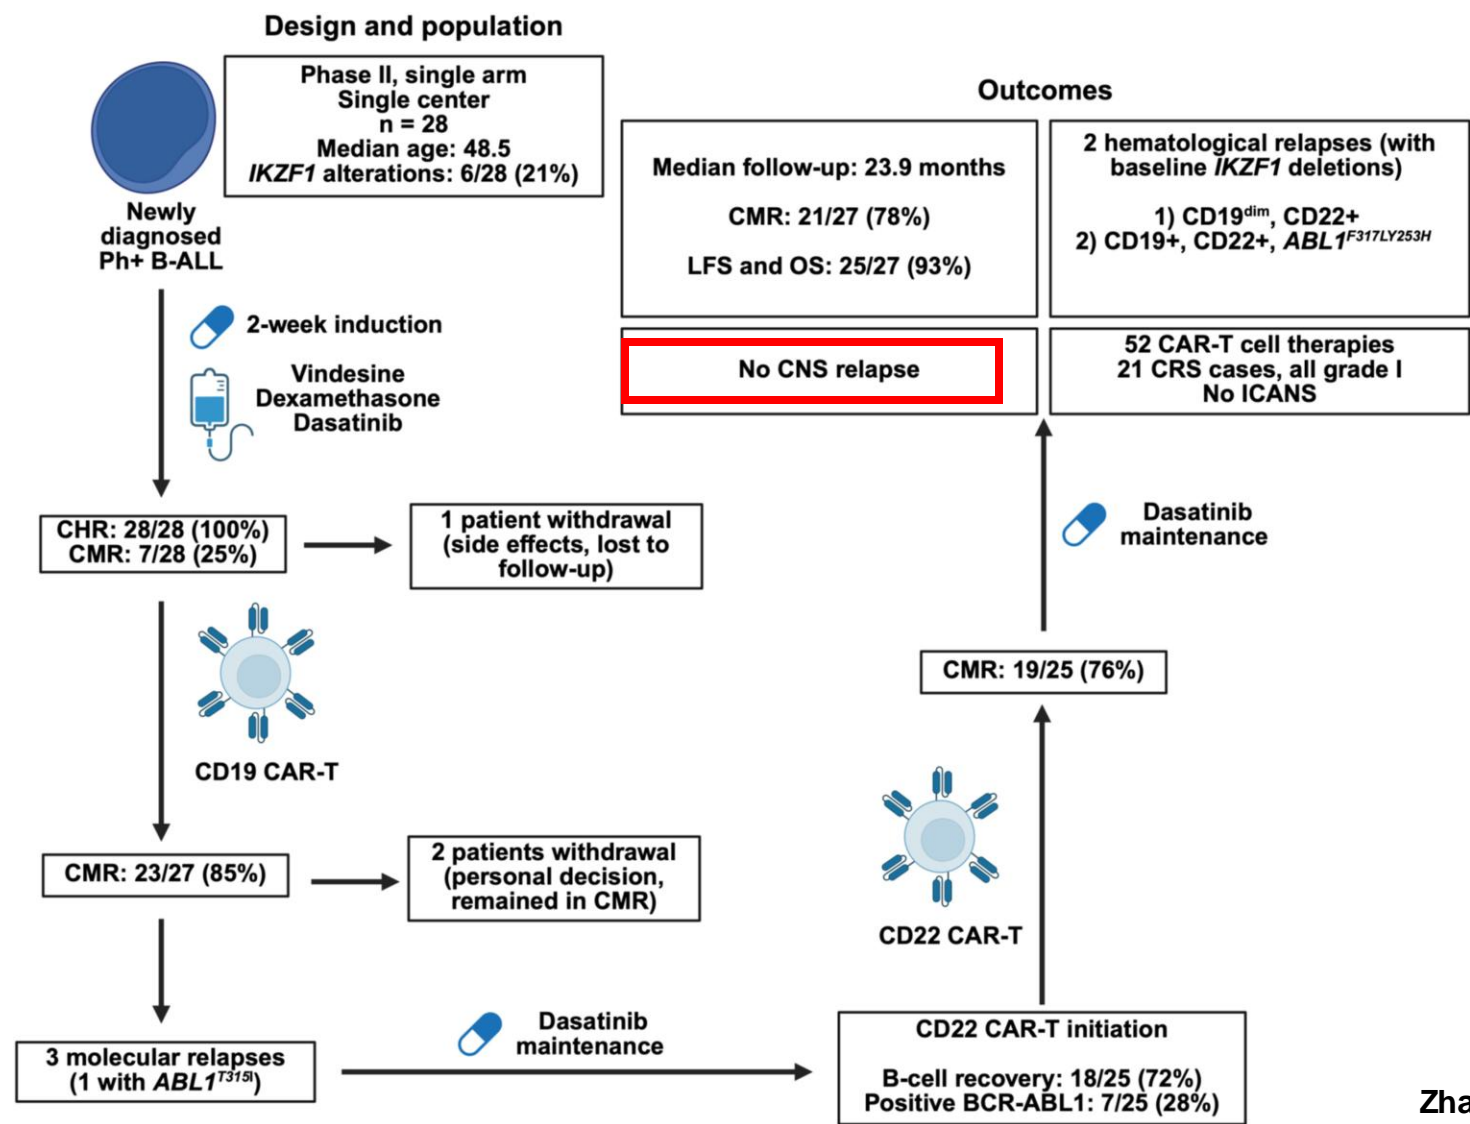 Design and population
Phase II, single arm
Single center
n = 28
Median age: 48.5
IKZF1 alterations: 6/28 (21%)
Newly
diagnosed
Ph+ B-ALL
2-week induction
Vindesine
Dexamethasone
Dasatinib
CHR: 28/28 (100%)
CMR: 7/28 (25%)
1 patient withdrawal
(side effects, lost to
follow-up)
CD19 CAR-T
CMR: 23/27 (85%)
2 patients withdrawal
(personal decision,
remained in CMR)
3 molecular relapses
(1 with ABL1T315I)
Dasatinib
maintenance
CD22 CAR-T initiation
B-cell recovery: 18/25 (72%)
Positive BCR-ABL1: 7/25 (28%)
CD22 CAR-T
CMR: 19/25 (76%)
Dasatinib
maintenance
Outcomes
Median follow-up: 23.9 months
CMR: 21/27 (78%)
LFS and OS: 25/27 (93%)
2 hematological relapses (with
baseline IKZF1 deletions)
1) CD19dim, CD22+
2) CD19+, CD22+, ABL1F317LY253H
No CNS relapse
52 CAR-T cell therapies
21 CRS cases, all grade I
No ICANS
Zha